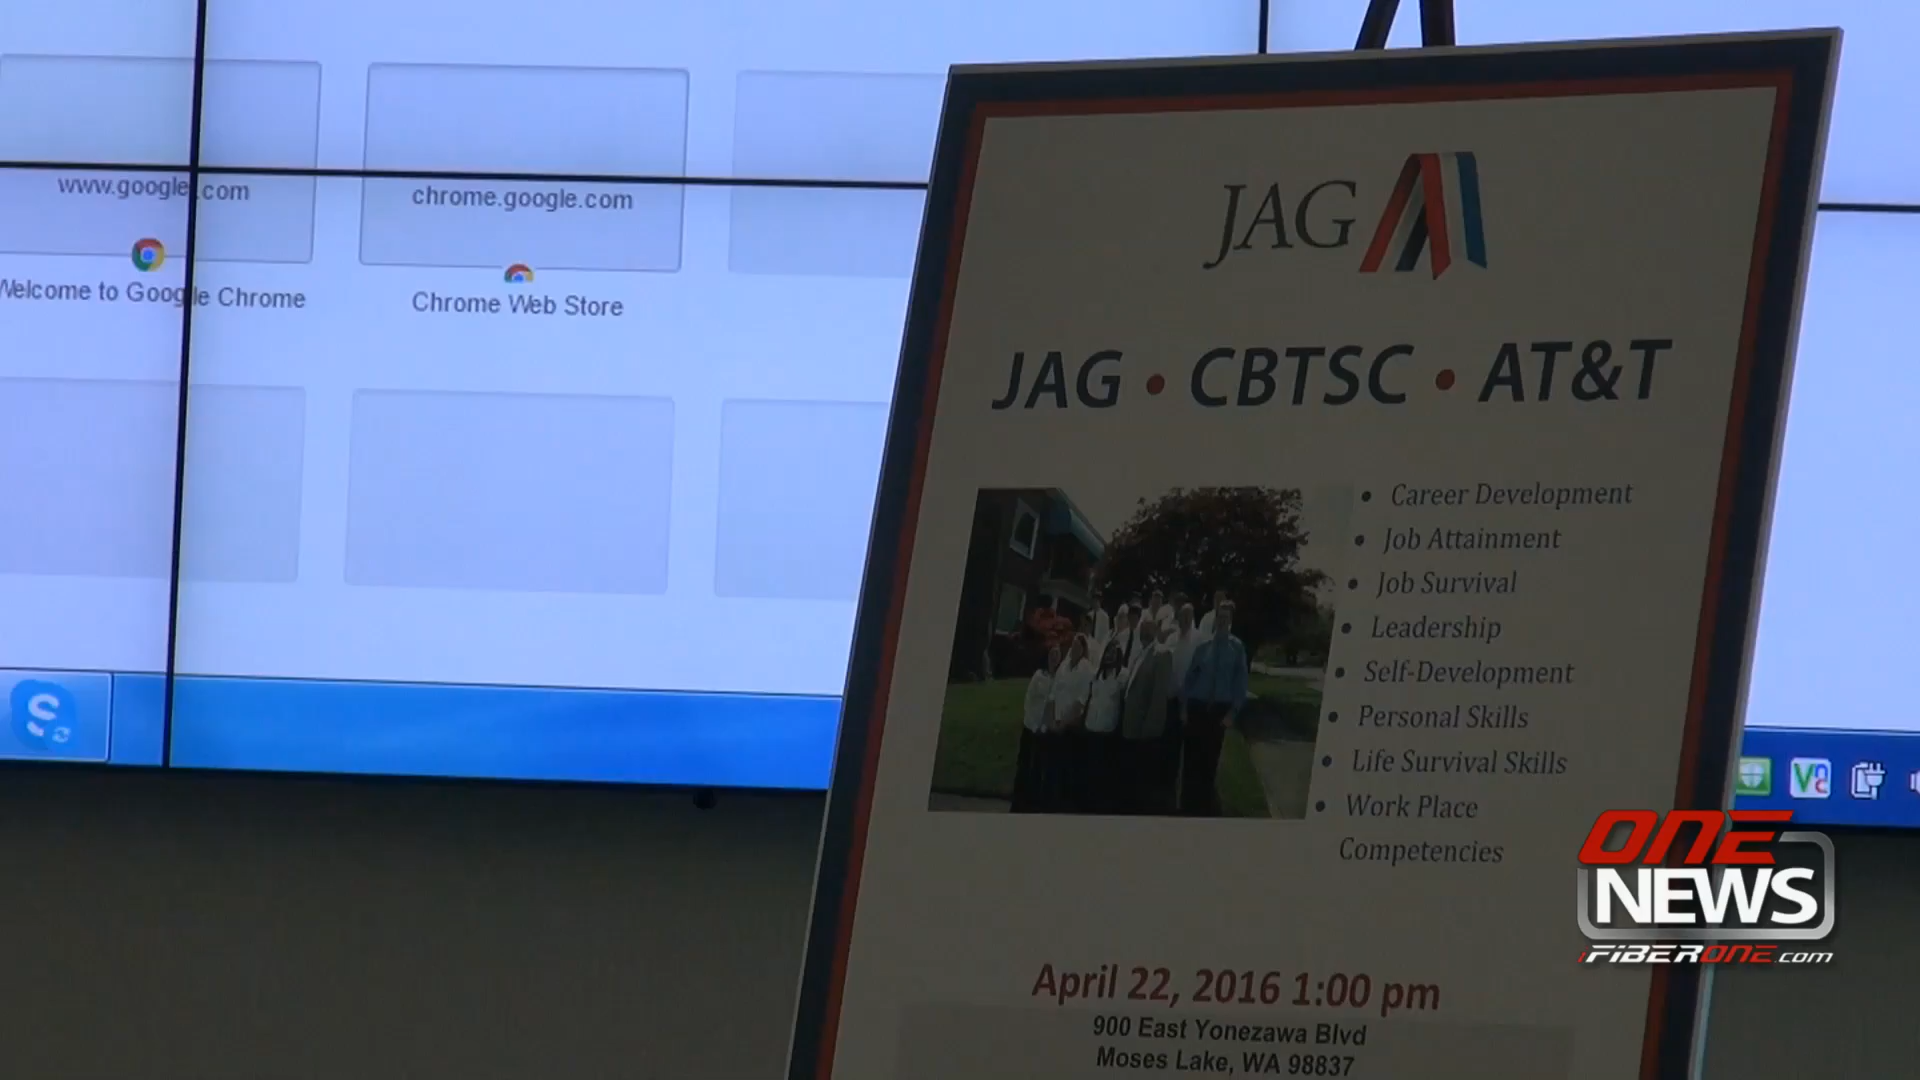 www.google.com
chrome.google.com
Welcome to Google Chrome
Chrome Web Store
JAG
JAG • CBTSC • AT&T
• Career Development
• Job Attainment
• Job Survival
• Leadership
• Self-Development
• Personal Skills
• Life Survival Skills
• Work Place
Competencies
April 22, 2016 1:00 pm
900 East Yonezawa Blvd
Moses Lake, WA 98837
ONE
NEWS
iFIBERONE.com